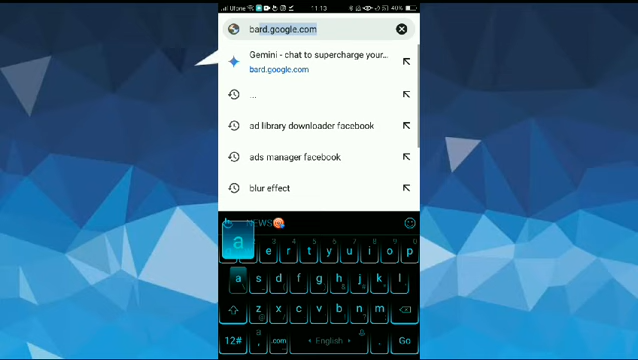 Ufone 11:13 40%
bard.google.com
Gemini - chat to supercharge your...
bard.google.com
...
ad library downloader facebook
ads manager facebook
blur effect
NEWS
a
e r t y u i o p
a s d f g h j k l
z x c v b n m
12# , .com English . Go